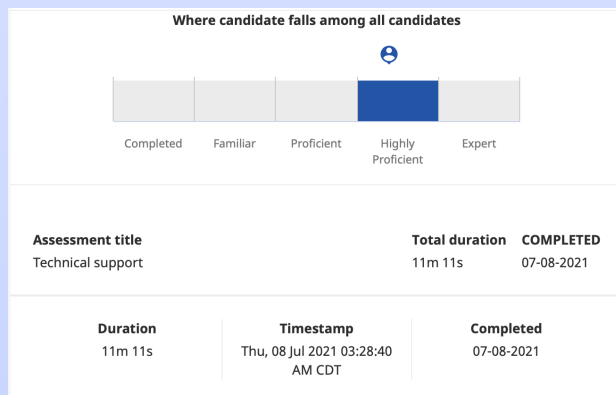 Where candidate falls among all candidates
Completed Familiar Proficient Highly Proficient Expert
Assessment title Total duration COMPLETED
Technical support 11m 11s 07-08-2021
Duration Timestamp Completed
11m 11s Thu, 08 Jul 2021 03:28:40 07-08-2021
AM CDT